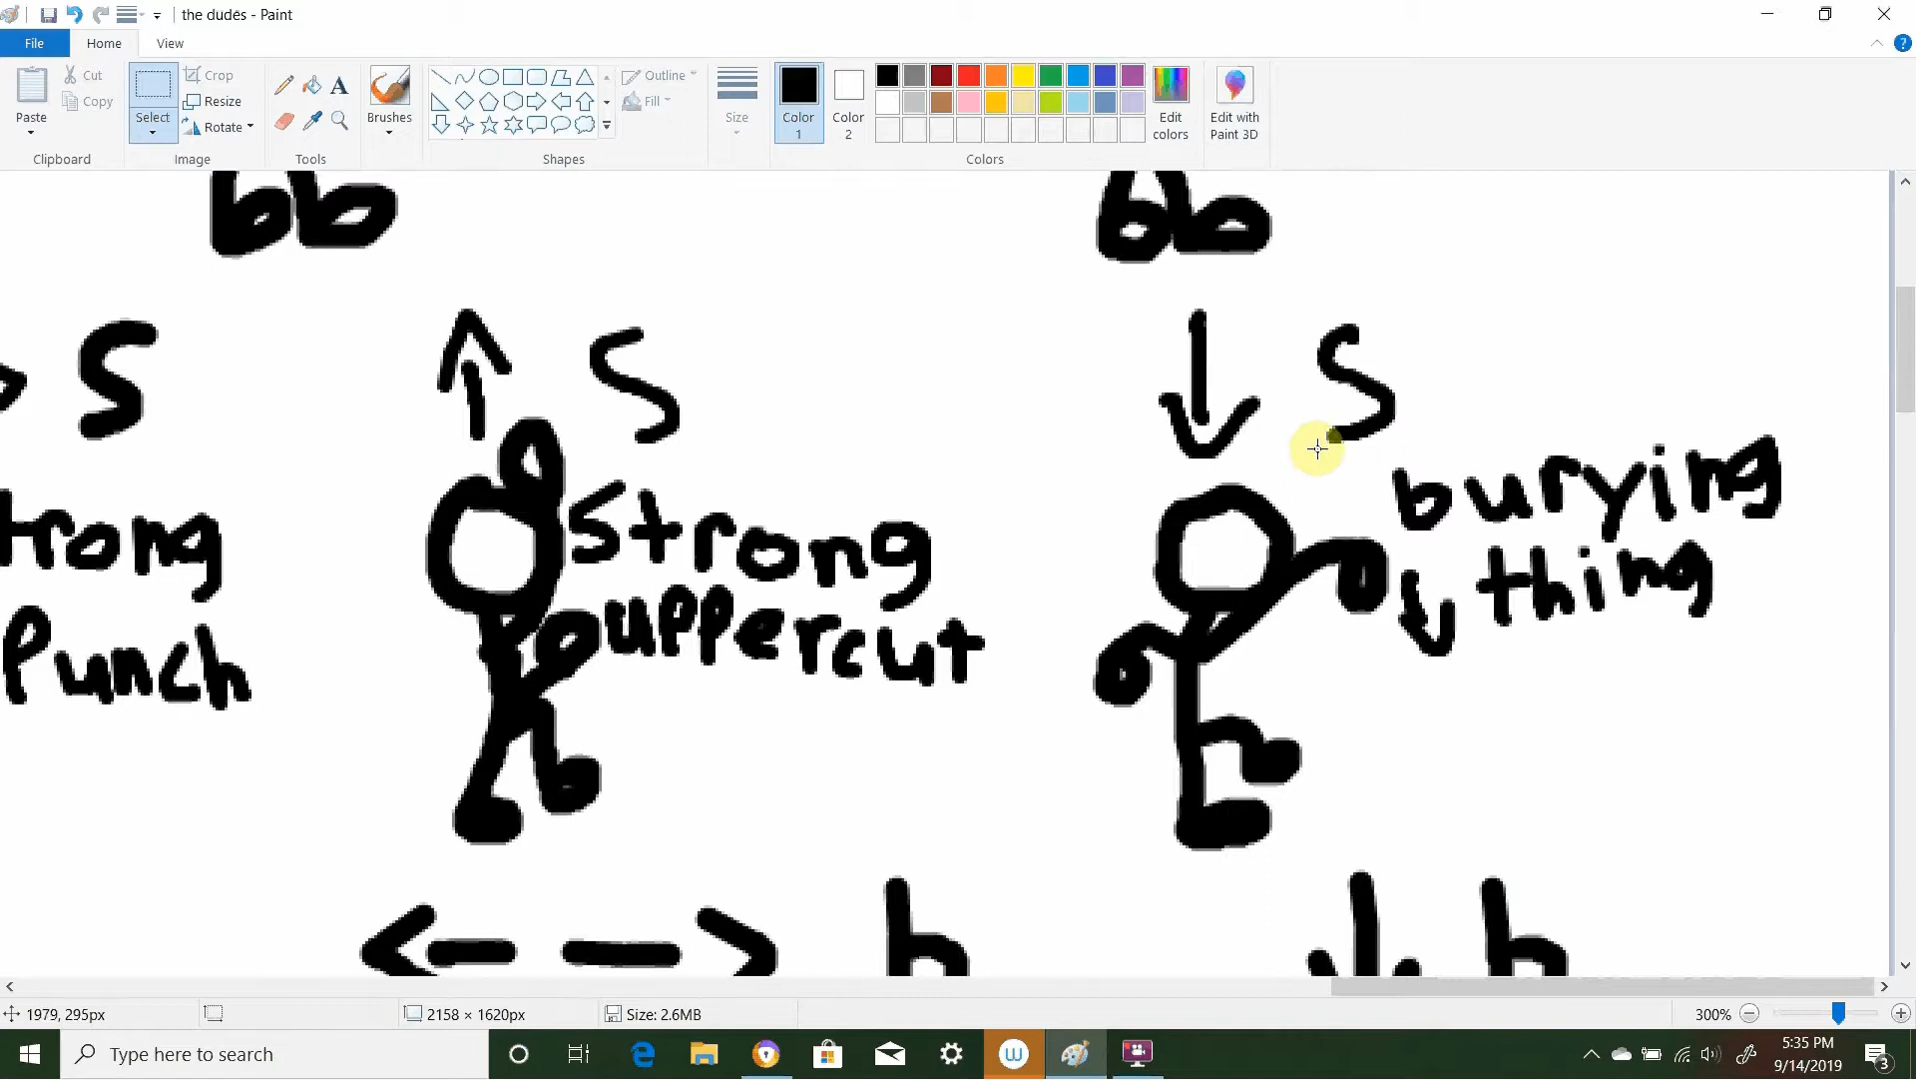 the dudes - Paint
File Home View
Paste
Cut
Copy
Clipboard
Select
Crop
Resize
Rotate
Image
Tools
Brushes
Outline
Fill
Shapes
Size
Color 1
Color 2
Edit colors
Edit with Paint 3D
Colors
bb bb
S S S
trong Punch
Strong uppercut
burying thing
h h
1979, 295px
2158 × 1620px
Size: 2.6MB
300%
Type here to search
W
5:35 PM
9/14/2019
3